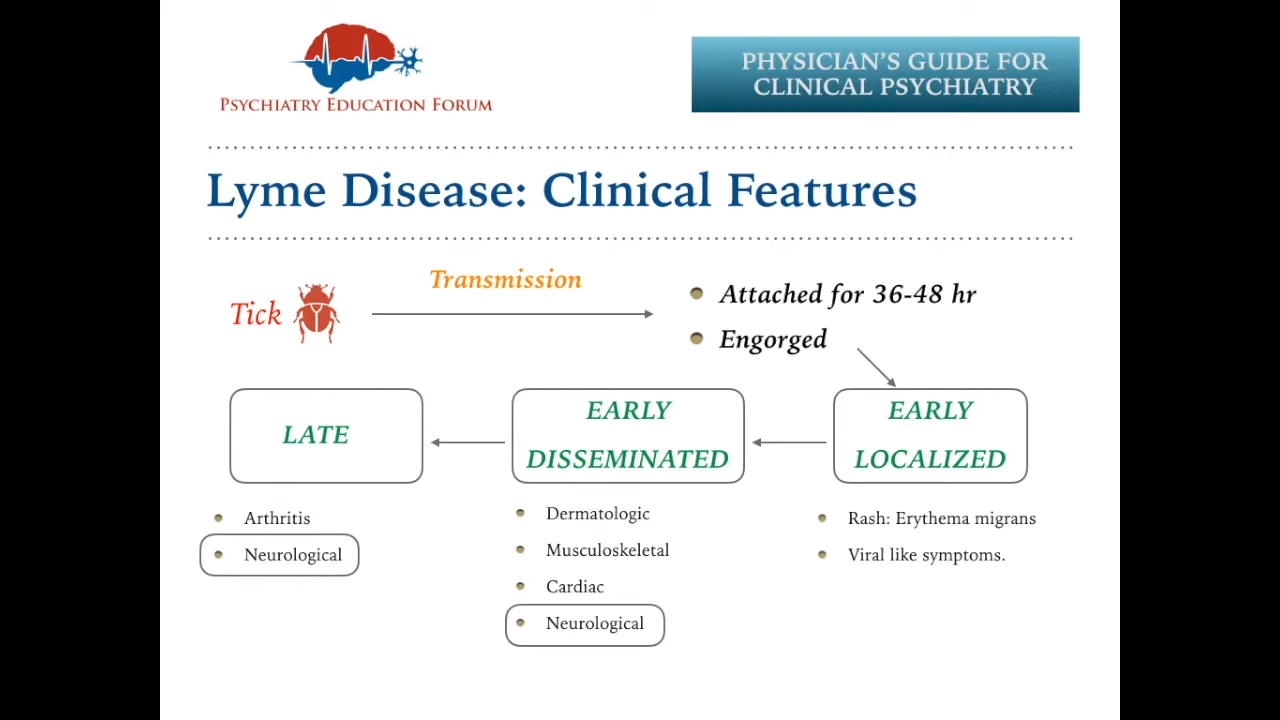 PSYCHIATRY EDUCATION FORUM
PHYSICIAN'S GUIDE FOR
CLINICAL PSYCHIATRY
Lyme Disease: Clinical Features
Tick
Transmission
Attached for 36-48 hr
Engorged
LATE
EARLY
DISSEMINATED
EARLY
LOCALIZED
Arthritis
Neurological
Dermatologic
Musculoskeletal
Cardiac
Neurological
Rash: Erythema migrans
Viral like symptoms.